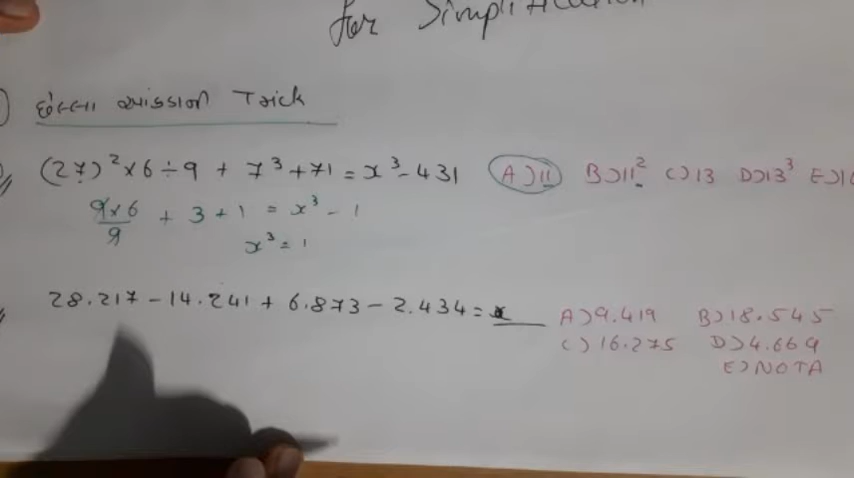 for Simplification
omission Trick
(27)² × 6 ÷ 9 + 7³ + 71 = x³ - 431 A) 11 B) 11² C) 13 D) 13³
9×6/9 + 3 + 1 = x³ - 1
x³ = 1
28.217 - 14.241 + 6.873 - 2.434 = x A) 9.419 B) 18.545
C) 16.275 D) 4.669
E) NOTA